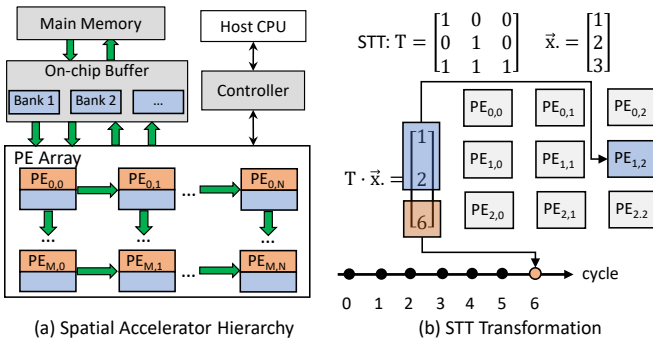 Main Memory
On-chip Buffer
Bank 1 Bank 2 ...
Host CPU
Controller
PE Array
PE0,0 PE0,1 ... PE0,N
... ... ...
PEM,0 PEM,1 ... PEM,N
(a) Spatial Accelerator Hierarchy
STT: T = [1 0 0
0 1 0
1 1 1] x⃗. = [1
2
3]
PE0,0 PE0,1 PE0,2
PE1,0 PE1,1 PE1,2
PE2,0 PE2,1 PE2.2
T · x⃗. = [1
2
6]
cycle
0 1 2 3 4 5 6
(b) STT Transformation